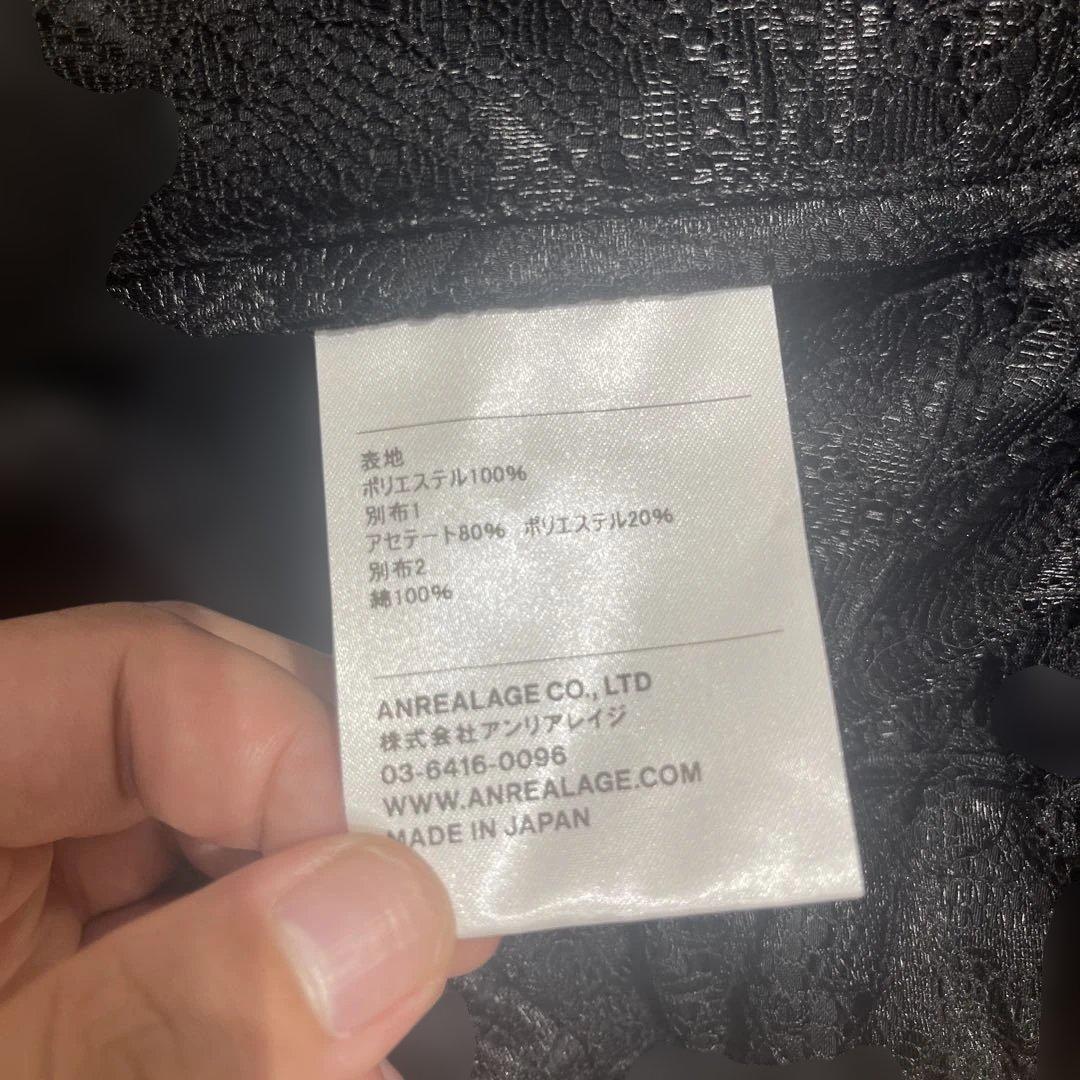 表地
ポリエステル100%
別布1
アセテート80% ポリエステル20%
別布2
綿100%
ANREALAGE CO., LTD
株式会社アンリアレイジ
03-6416-0096
WWW.ANREALAGE.COM
MADE IN JAPAN